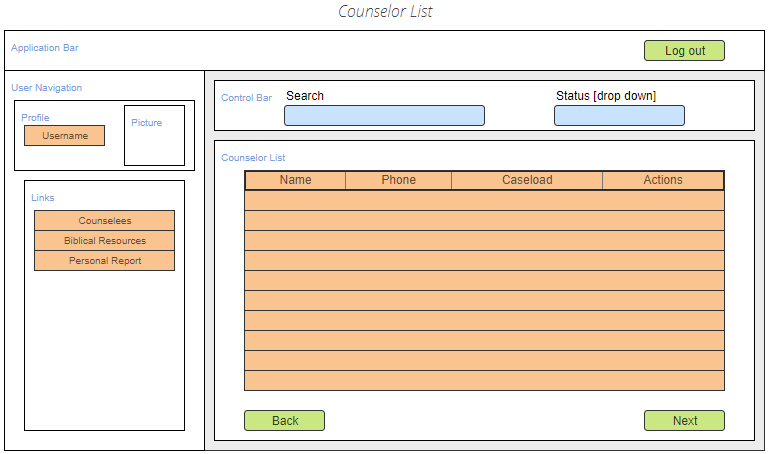 Counselor List
Application Bar
Log out
User Navigation
Profile
Username
Picture
Links
Counselees
Biblical Resources
Personal Report
Control Bar
Search
Status [drop down]
Counselor List
Name Phone Caseload Actions
Back
Next